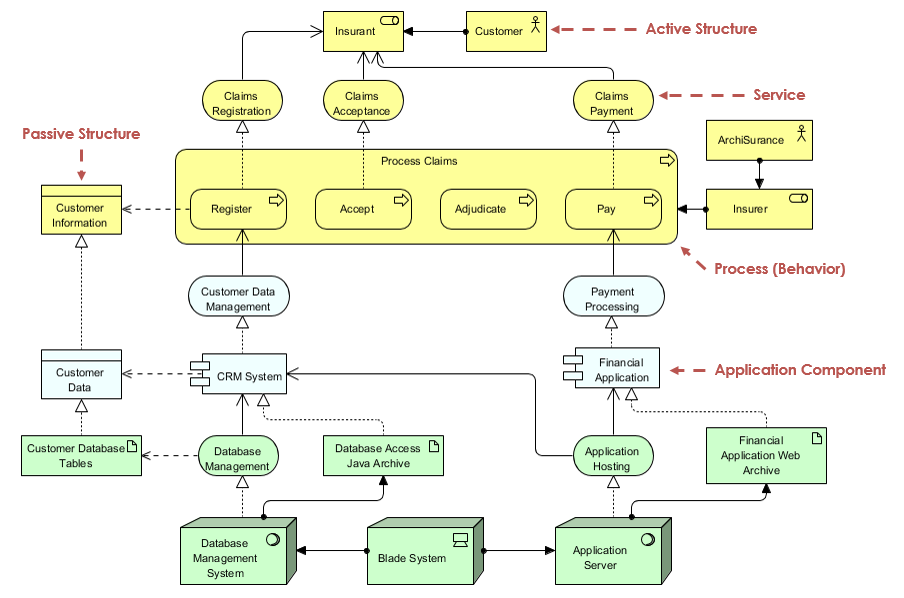 Insurant
Customer
Active Structure
Claims
Registration
Claims
Acceptance
Claims
Payment
Service
Passive Structure
Process Claims
ArchiSurance
Customer
Information
Register
Accept
Adjudicate
Pay
Insurer
Process (Behavior)
Customer Data
Management
Payment
Processing
Customer
Data
CRM System
Financial
Application
Application Component
Customer Database
Tables
Database
Management
Database Access
Java Archive
Application
Hosting
Financial
Application Web
Archive
Database
Management
System
Blade System
Application
Server